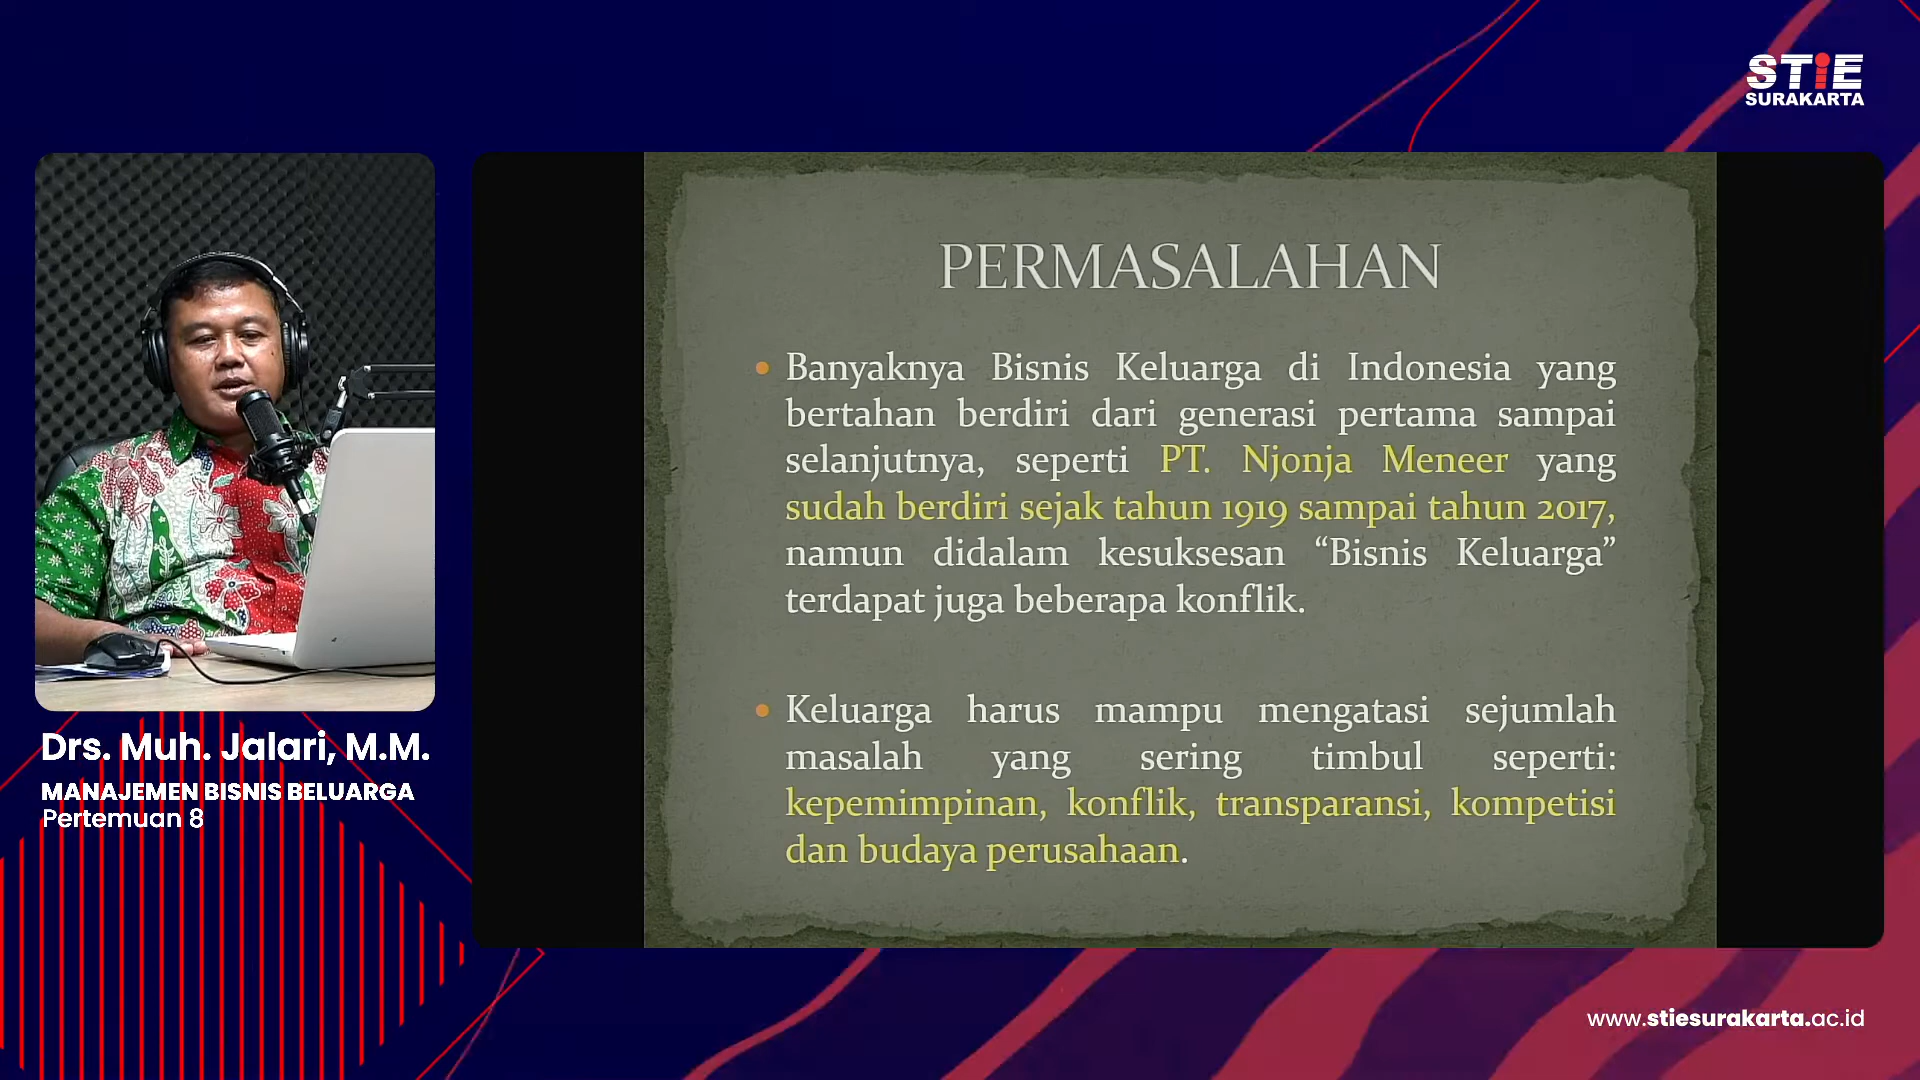 STiE
SURAKARTA
PERMASALAHAN
• Banyaknya Bisnis Keluarga di Indonesia yang
bertahan berdiri dari generasi pertama sampai
selanjutnya, seperti PT. Njonja Meneer yang
sudah berdiri sejak tahun 1919 sampai tahun 2017,
namun didalam kesuksesan “Bisnis Keluarga”
terdapat juga beberapa konflik.
• Keluarga harus mampu mengatasi sejumlah
masalah yang sering timbul seperti:
kepemimpinan, konflik, transparansi, kompetisi
dan budaya perusahaan.
Drs. Muh. Jalari, M.M.
MANAJEMEN BISNIS BELUARGA
Pertemuan 8
www.stiesurakarta.ac.id